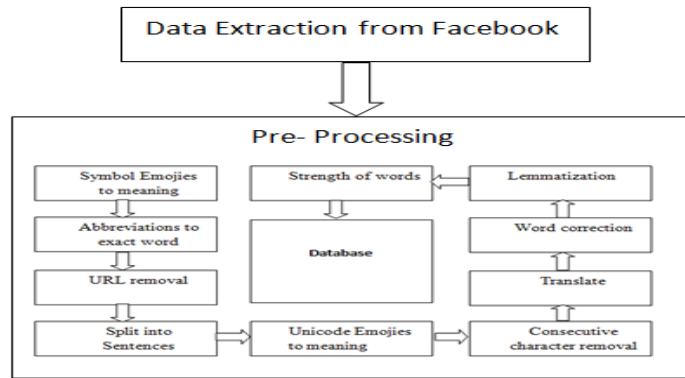 Data Extraction from Facebook
Pre- Processing
Symbol Emojies
to meaning
Abbreviations to
exact word
URL removal
Split into
Sentences
Unicode Emojies
to meaning
Consecutive
character removal
Translate
Word correction
Lemmatization
Strength of words
Database